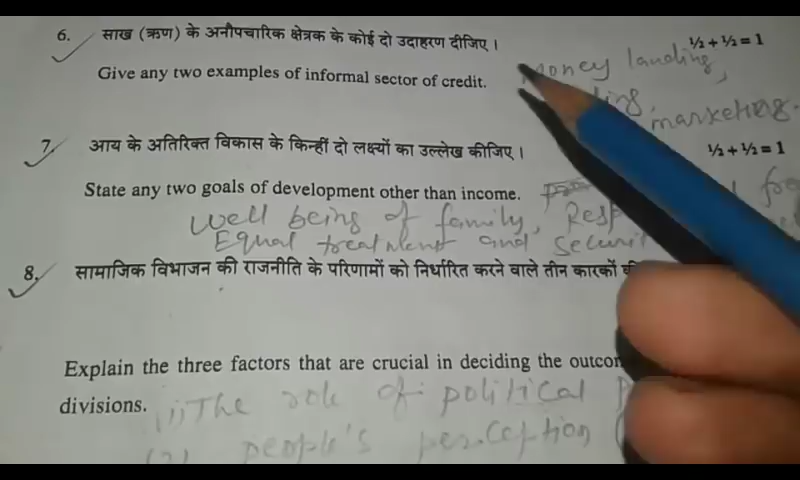 6. साख (ऋण) के अनौपचारिक क्षेत्रक के कोई दो उदाहरण दीजिए । ½ + ½ = 1
Give any two examples of informal sector of credit. money landing,
marketing.
7. आय के अतिरिक्त विकास के किन्हीं दो लक्ष्यों का उल्लेख कीजिए । ½ + ½ = 1
State any two goals of development other than income.
Well being of family,
Equal treatment and
8. सामाजिक विभाजन की राजनीति के परिणामों को निर्धारित करने वाले तीन कारकों
Explain the three factors that are crucial in deciding the
divisions. (i) The role of political
(2) people's perception